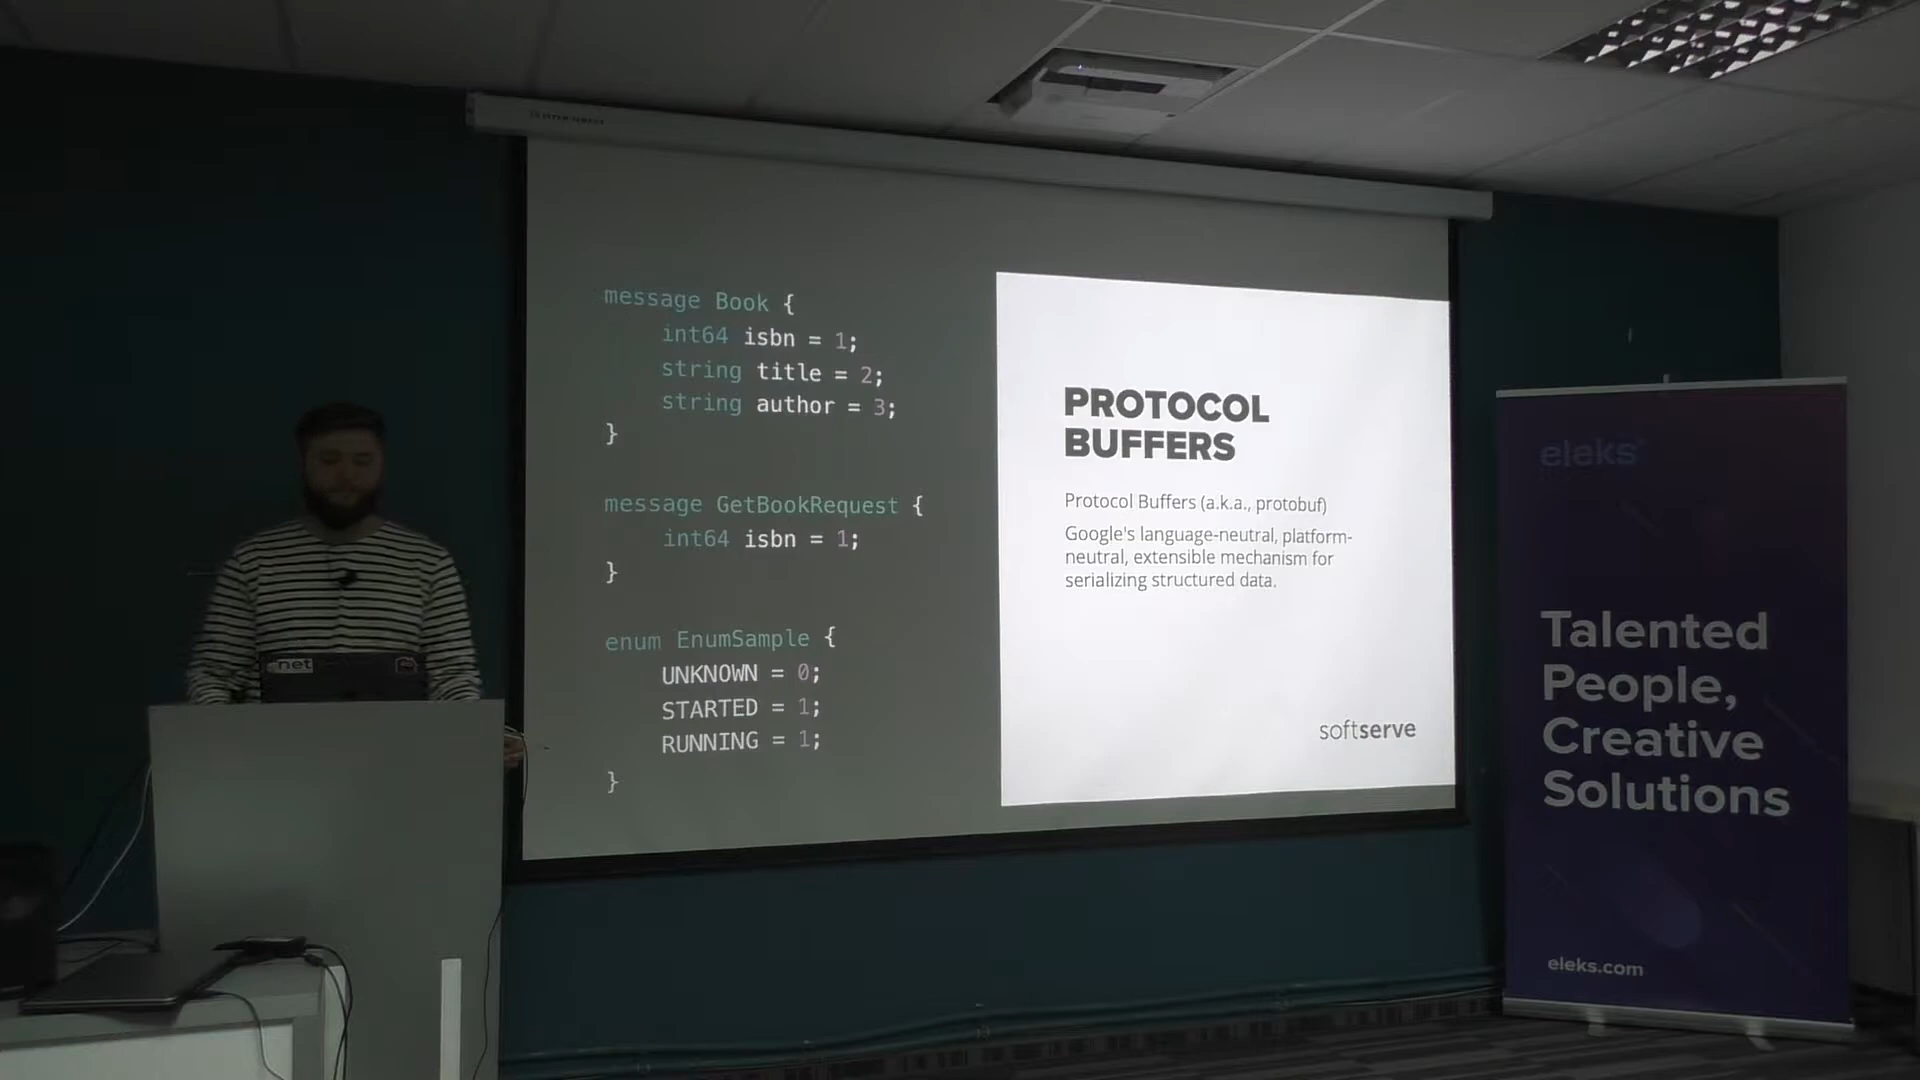 message Book {
int64 isbn = 1;
string title = 2;
string author = 3;
}
message GetBookRequest {
int64 isbn = 1;
}
enum EnumSample {
UNKNOWN = 0;
STARTED = 1;
RUNNING = 1;
}
PROTOCOL
BUFFERS
Protocol Buffers (a.k.a., protobuf)
Google's language-neutral, platform-
neutral, extensible mechanism for
serializing structured data.
softserve
eleks
Talented
People,
Creative
Solutions
eleks.com
net